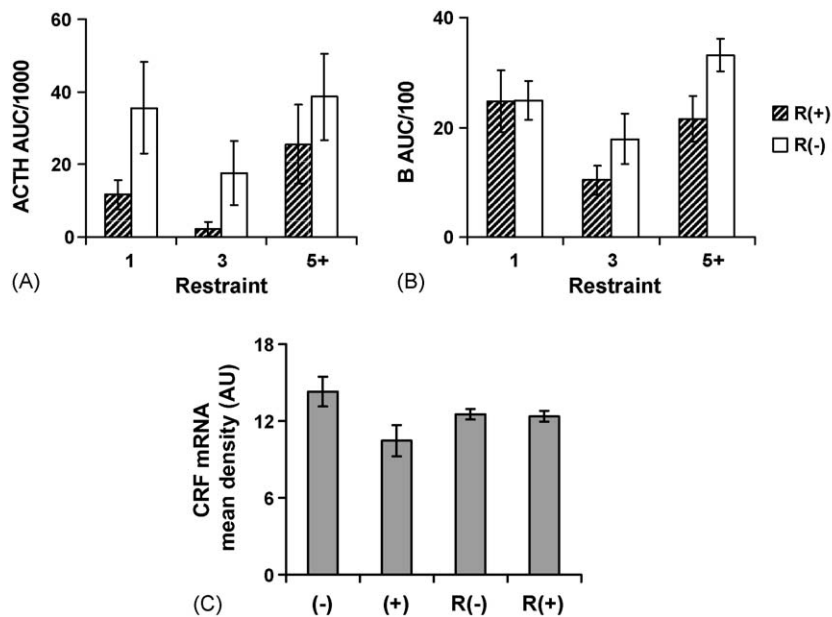 60
40
20
0
ACTH AUC/1000
1 3 5+
Restraint
(A)
40
20
0
B AUC/100
1 3 5+
Restraint
(B)
R(+)
R(-)
18
12
6
0
CRF mRNA
mean density (AU)
(-) (+) R(-) R(+)
(C)